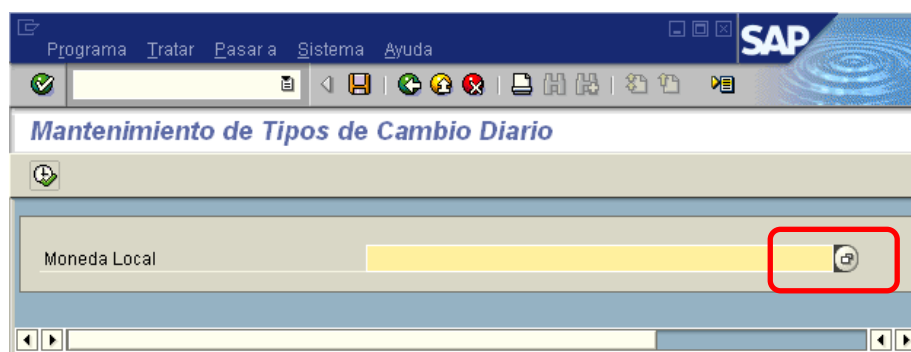 Programa Tratar Pasar a Sistema Ayuda
SAP
Mantenimiento de Tipos de Cambio Diario
Moneda Local